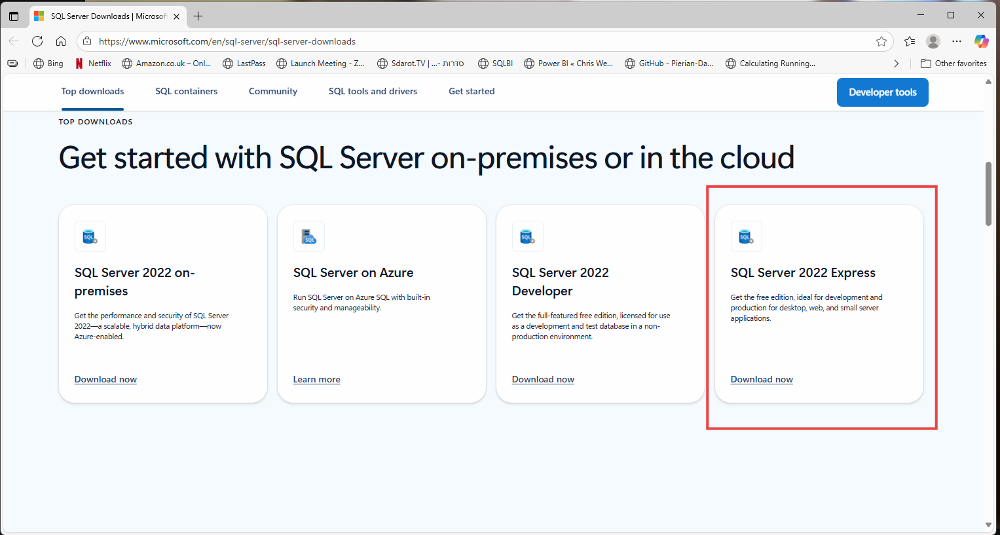 SQL Server Downloads | Microsof
https://www.microsoft.com/en/sql-server/sql-server-downloads
Bing
Netflix
Amazon.co.uk – Onl...
LastPass
Launch Meeting - Z...
Sdarot.TV | ...- סדרות
SQLBI
Power BI « Chris We...
GitHub - Pierian-Da...
Calculating Running...
Other favorites
Top downloads
SQL containers
Community
SQL tools and drivers
Get started
Developer tools
TOP DOWNLOADS
Get started with SQL Server on-premises or in the cloud
SQL
SQL Server 2022 on-
premises
Get the performance and security of SQL Server
2022—a scalable, hybrid data platform—now
Azure-enabled.
Download now
SQL
SQL Server on Azure
Run SQL Server on Azure SQL with built-in
security and manageability.
Learn more
SQL
SQL Server 2022
Developer
Get the full-featured free edition, licensed for use
as a development and test database in a non-
production environment.
Download now
SQL
SQL Server 2022 Express
Get the free edition, ideal for development and
production for desktop, web, and small server
applications.
Download now